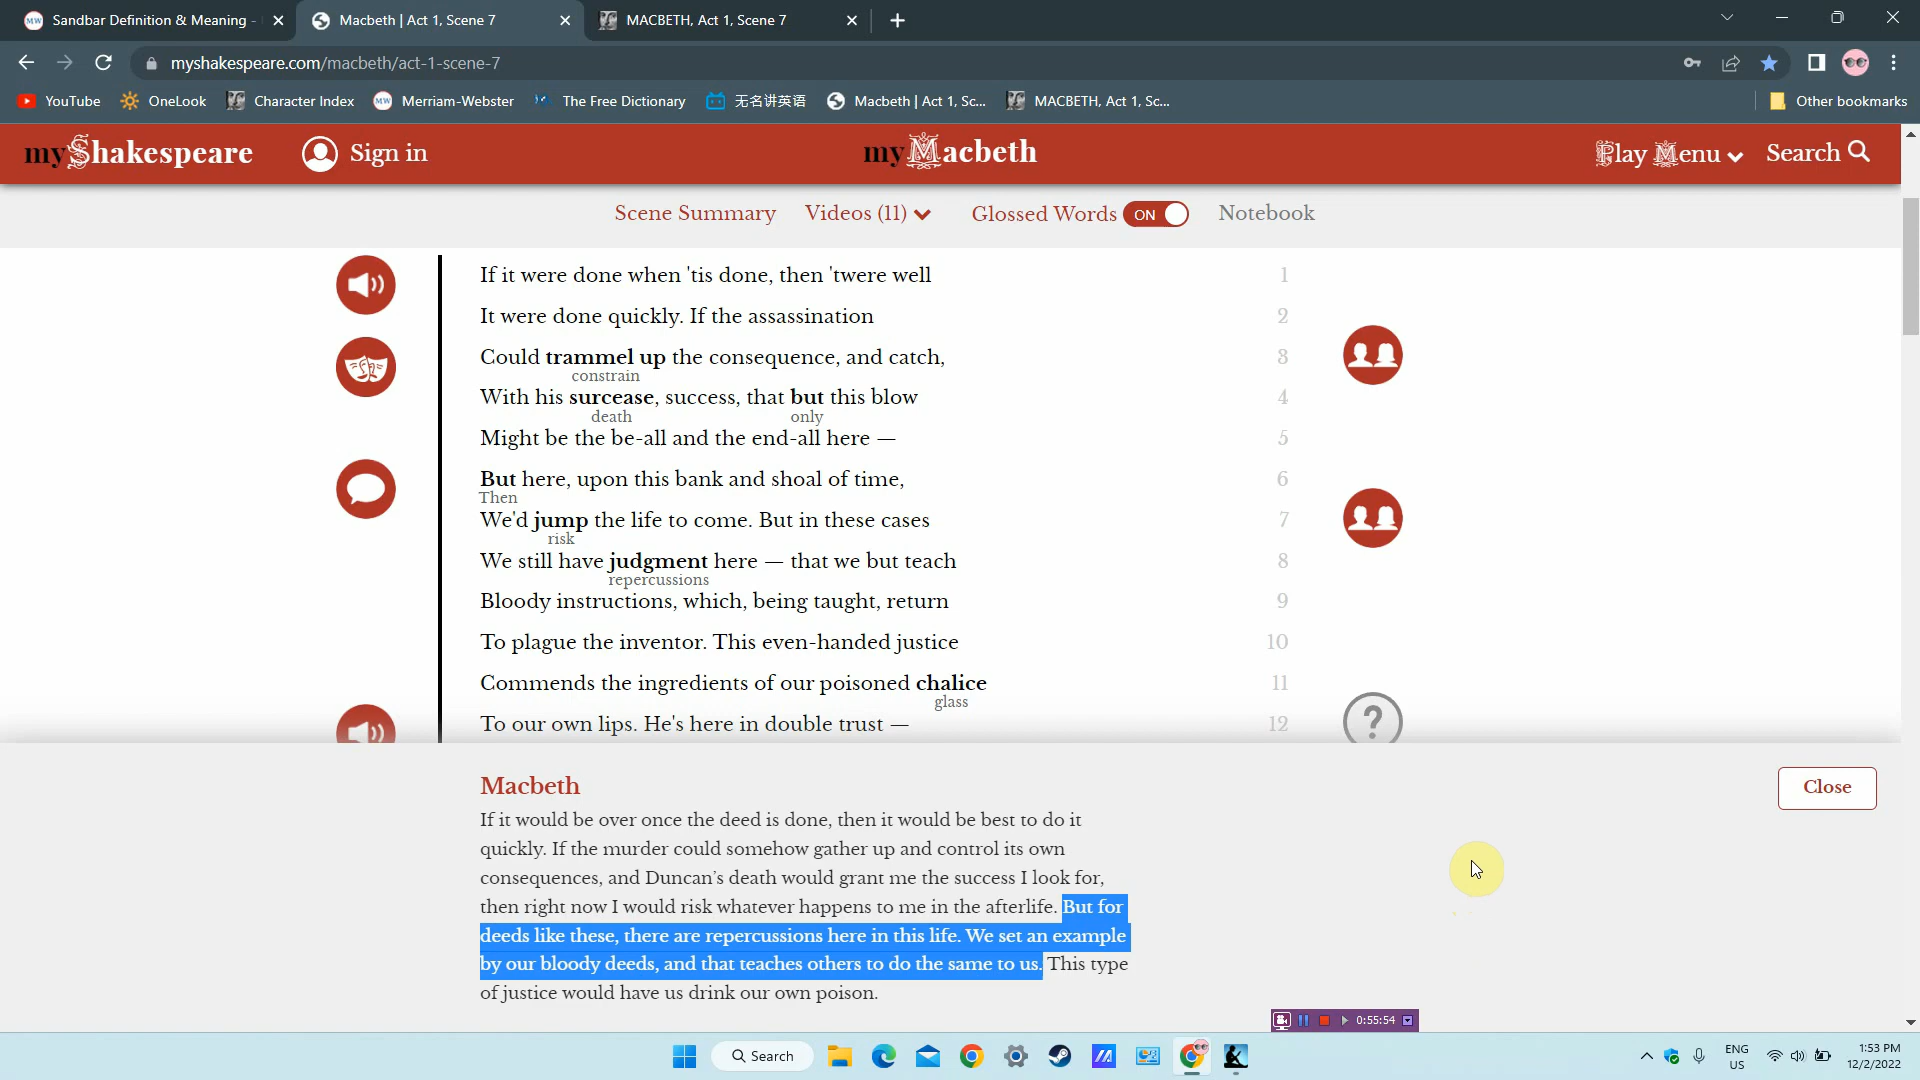 Sandbar Definition & Meaning -
Macbeth | Act 1, Scene 7
MACBETH, Act 1, Scene 7
myshakespeare.com/macbeth/act-1-scene-7
YouTube
OneLook
Character Index
MW Merriam-Webster
The Free Dictionary
无名讲英语
Macbeth | Act 1, Sc...
MACBETH, Act 1, Sc...
Other bookmarks
myShakespeare
Sign in
myMacbeth
Play Menu
Search
Scene Summary
Videos (11)
Glossed Words ON
Notebook
If it were done when 'tis done, then 'twere well 1
It were done quickly. If the assassination 2
Could trammel up the consequence, and catch, 3
constrain
With his surcease, success, that but this blow 4
death only
Might be the be-all and the end-all here — 5
But here, upon this bank and shoal of time, 6
Then
We'd jump the life to come. But in these cases 7
risk
We still have judgment here — that we but teach 8
repercussions
Bloody instructions, which, being taught, return 9
To plague the inventor. This even-handed justice 10
Commends the ingredients of our poisoned chalice 11
glass
To our own lips. He's here in double trust — 12
?
Macbeth
Close
If it would be over once the deed is done, then it would be best to do it
quickly. If the murder could somehow gather up and control its own
consequences, and Duncan’s death would grant me the success I look for,
then right now I would risk whatever happens to me in the afterlife. But for
deeds like these, there are repercussions here in this life. We set an example
by our bloody deeds, and that teaches others to do the same to us. This type
of justice would have us drink our own poison.
0:55:54
Search
ENG
US
1:53 PM
12/2/2022